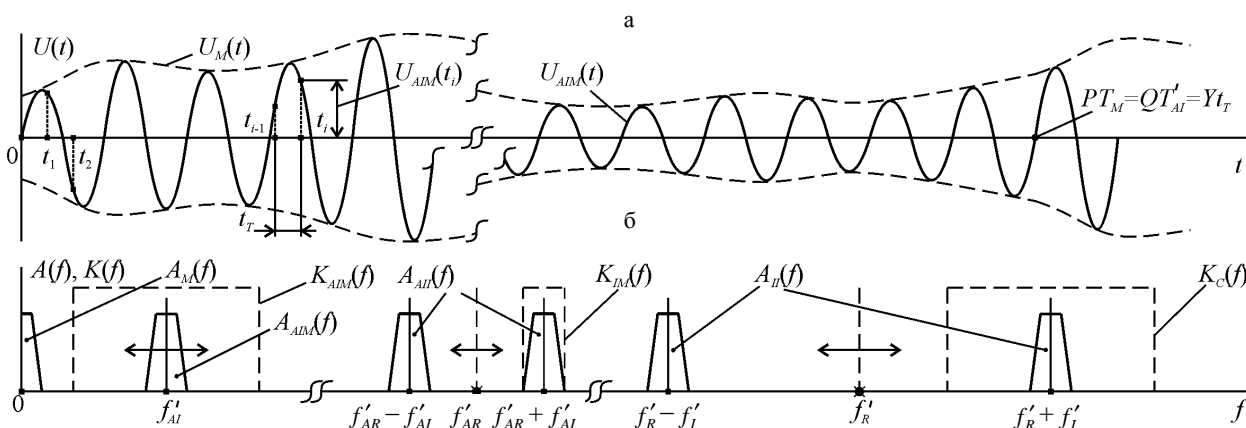 а
U(t)
U_M(t)
U_AIM(t_i)
U_AIM(t)
PT_M=QT'_AI=Yt_T
t_{i-1}
t_i
0
t_1
t_2
t
t_T
б
A(f), K(f)
A_M(f)
K_AIM(f)
A_AII(f)
K_IM(f)
A_II(f)
K_C(f)
A_AIM(f)
0
f'_AI
f'_AR − f'_AI
f'_AR
f'_AR + f'_AI
f'_R − f'_I
f'_R
f'_R + f'_I
f